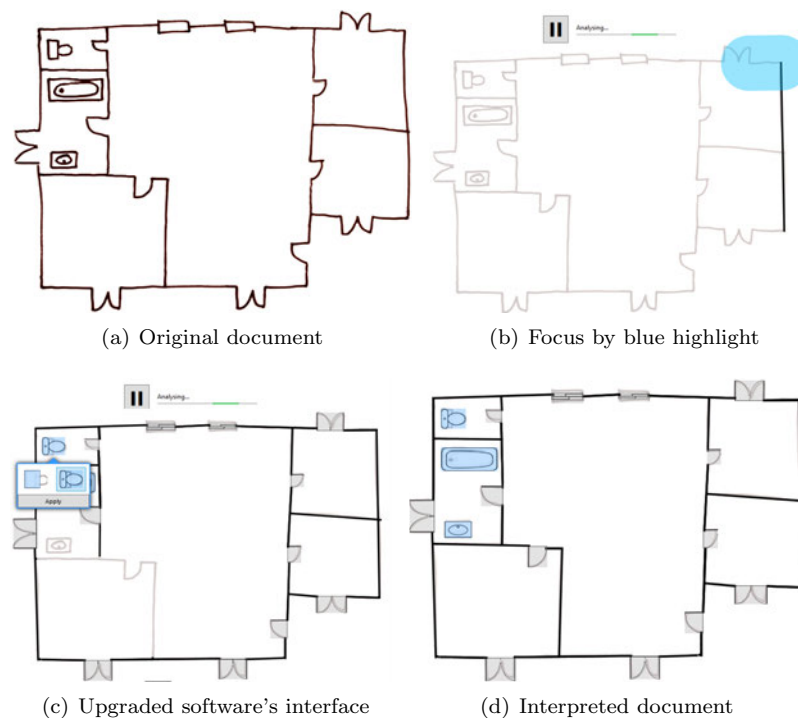 Analysing...
(a) Original document
(b) Focus by blue highlight
Analysing...
Apply
(c) Upgraded software's interface
(d) Interpreted document